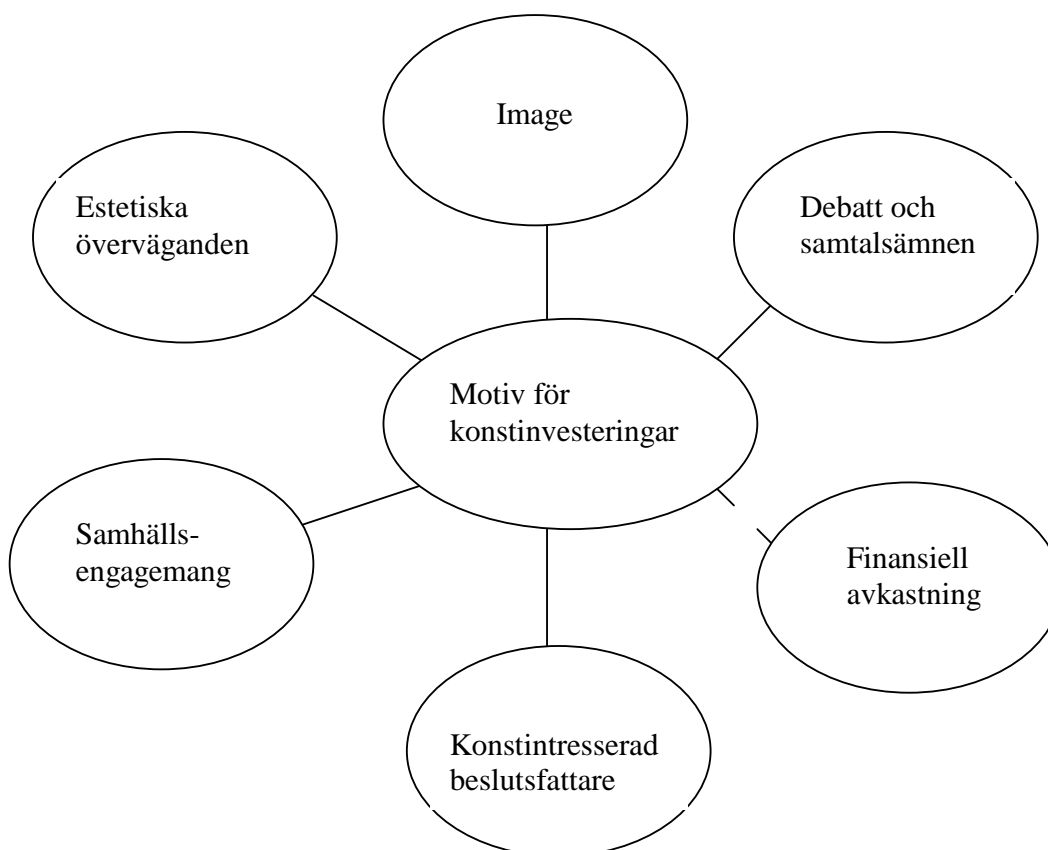 Image
Estetiska
överväganden
Debatt och
samtalsämnen
Motiv för
konstinvesteringar
Samhälls-
engagemang
Finansiell
avkastning
Konstintresserad
beslutsfattare